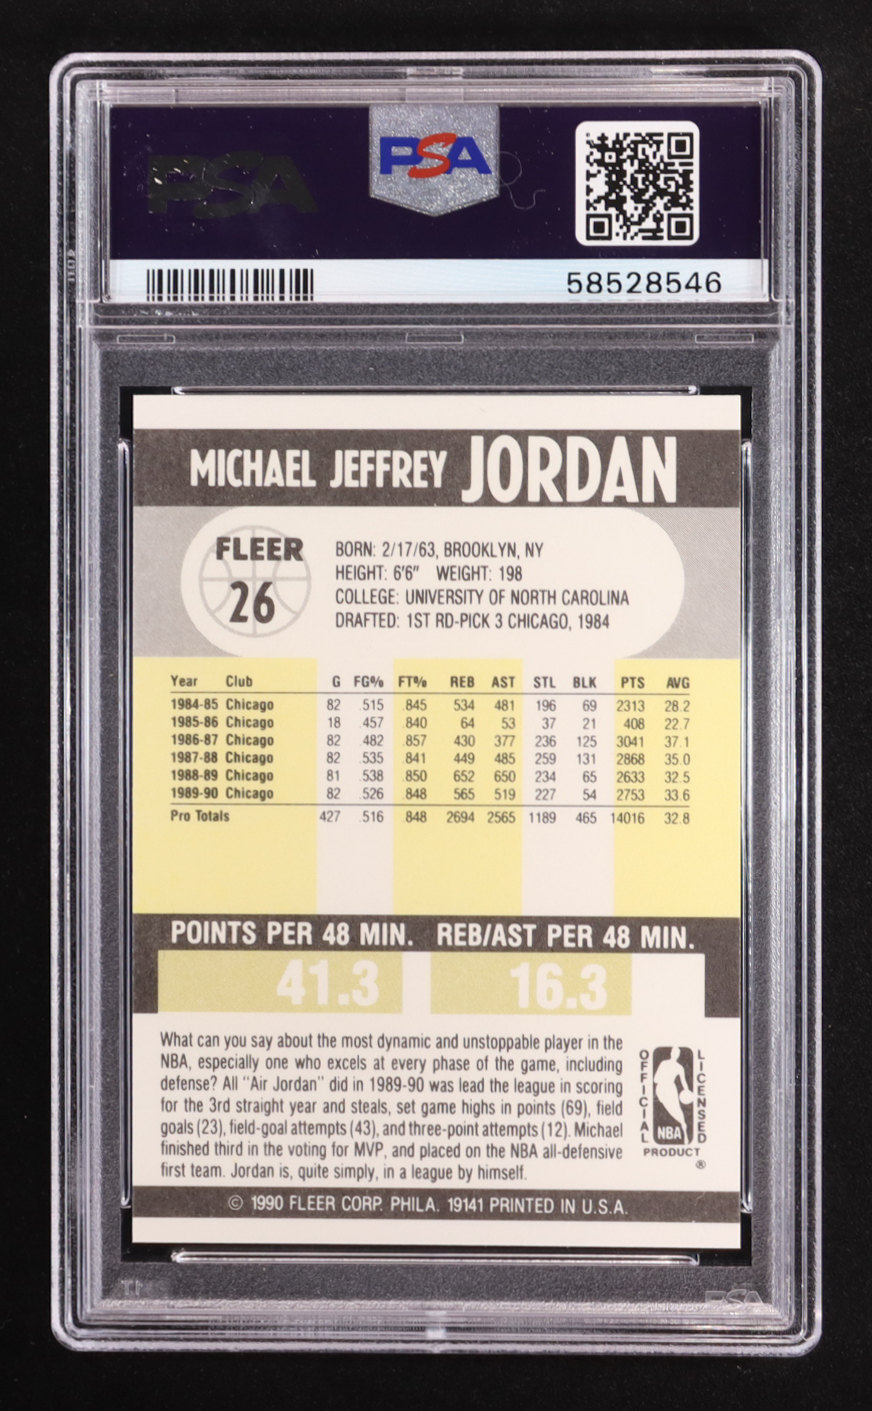 PSA
PSA
58528546
MICHAEL JEFFREY JORDAN
FLEER
26
BORN: 2/17/63, BROOKLYN, NY
HEIGHT: 6'6" WEIGHT: 198
COLLEGE: UNIVERSITY OF NORTH CAROLINA
DRAFTED: 1ST RD-PICK 3 CHICAGO, 1984
Year Club G FG% FT% REB AST STL BLK PTS AVG
1984-85 Chicago 82 .515 .845 534 481 196 69 2313 28.2
1985-86 Chicago 18 .457 .840 64 53 37 21 408 22.7
1986-87 Chicago 82 .482 .857 430 377 236 125 3041 37.1
1987-88 Chicago 82 .535 .841 449 485 259 131 2868 35.0
1988-89 Chicago 81 .538 .850 652 650 234 65 2633 32.5
1989-90 Chicago 82 .526 .848 565 519 227 54 2753 33.6
Pro Totals 427 .516 .848 2694 2565 1189 465 14016 32.8
POINTS PER 48 MIN. REB/AST PER 48 MIN.
41.3 16.3
What can you say about the most dynamic and unstoppable player in the
NBA, especially one who excels at every phase of the game, including
defense? All "Air Jordan" did in 1989-90 was lead the league in scoring
for the 3rd straight year and steals, set game highs in points (69), field
goals (23), field-goal attempts (43), and three-point attempts (12). Michael
finished third in the voting for MVP, and placed on the NBA all-defensive
first team. Jordan is, quite simply, in a league by himself.
OFFICIAL LICENSED
NBA
PRODUCT
®
© 1990 FLEER CORP. PHILA. 19141 PRINTED IN U.S.A.
PSA